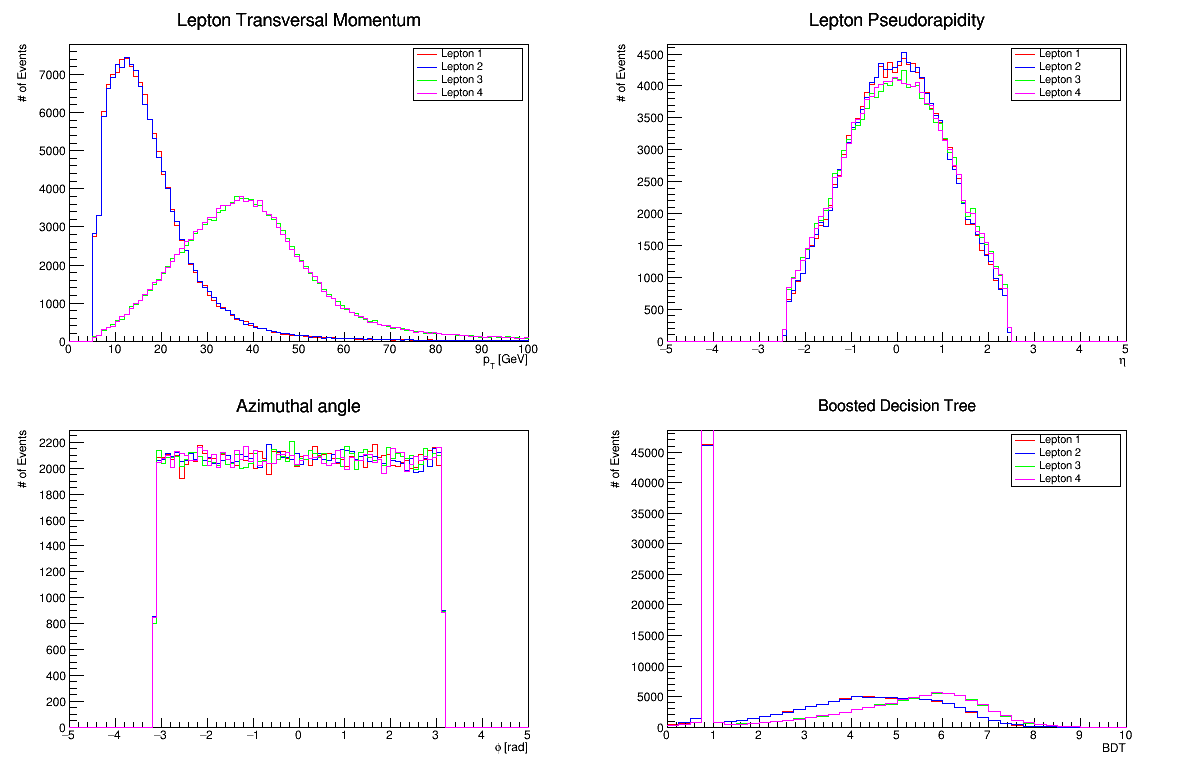 Lepton Transversal Momentum
# of Events
7000
6000
5000
4000
3000
2000
1000
0
0 10 20 30 40 50 60 70 80 90 100
pT [GeV]
Lepton 1
Lepton 2
Lepton 3
Lepton 4
Lepton Pseudorapidity
# of Events
4500
4000
3500
3000
2500
2000
1500
1000
500
0
−5 −4 −3 −2 −1 0 1 2 3 4 5
η
Lepton 1
Lepton 2
Lepton 3
Lepton 4
Azimuthal angle
# of Events
2200
2000
1800
1600
1400
1200
1000
800
600
400
200
0
−5 −4 −3 −2 −1 0 1 2 3 4 5
ϕ [rad]
Boosted Decision Tree
# of Events
45000
40000
35000
30000
25000
20000
15000
10000
5000
0
0 1 2 3 4 5 6 7 8 9 10
BDT
Lepton 1
Lepton 2
Lepton 3
Lepton 4